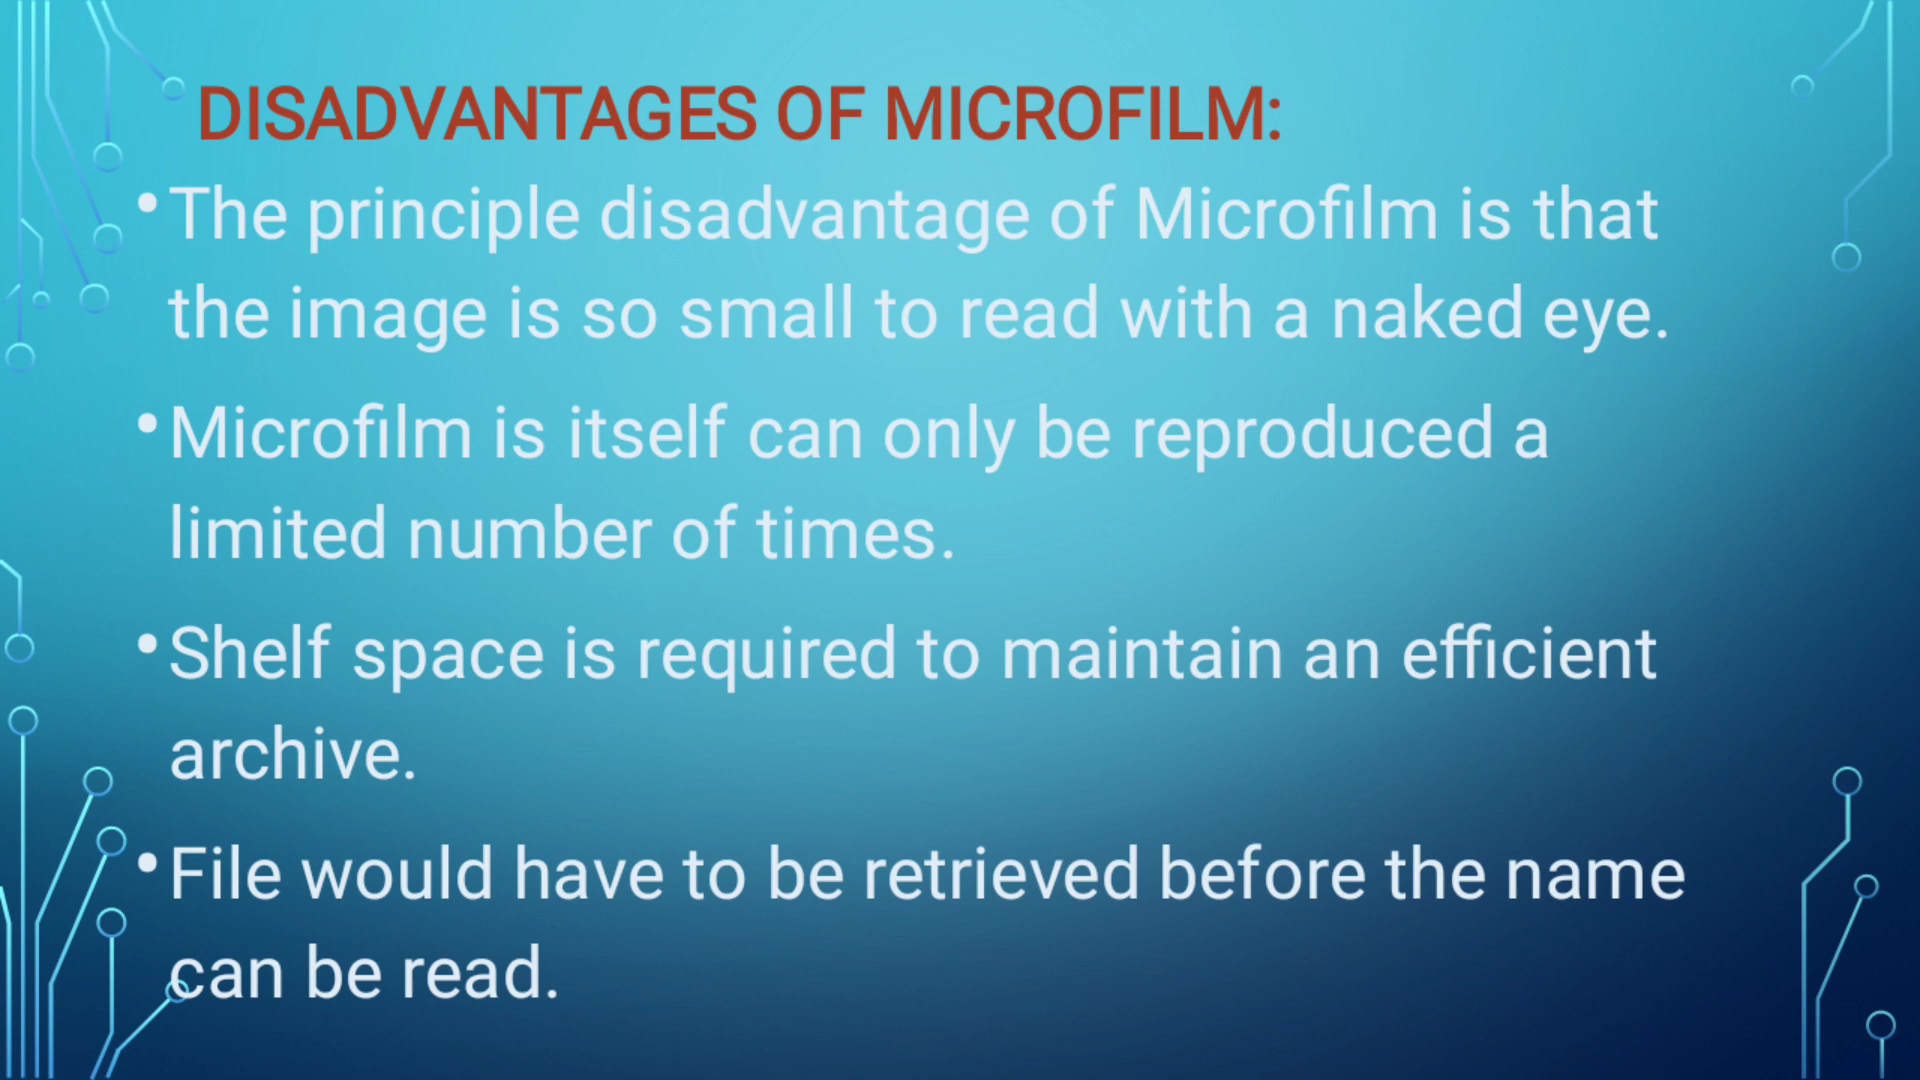 DISADVANTAGES OF MICROFILM:
• The principle disadvantage of Microfilm is that
the image is so small to read with a naked eye.
• Microfilm is itself can only be reproduced a
limited number of times.
• Shelf space is required to maintain an efficient
archive.
• File would have to be retrieved before the name
can be read.